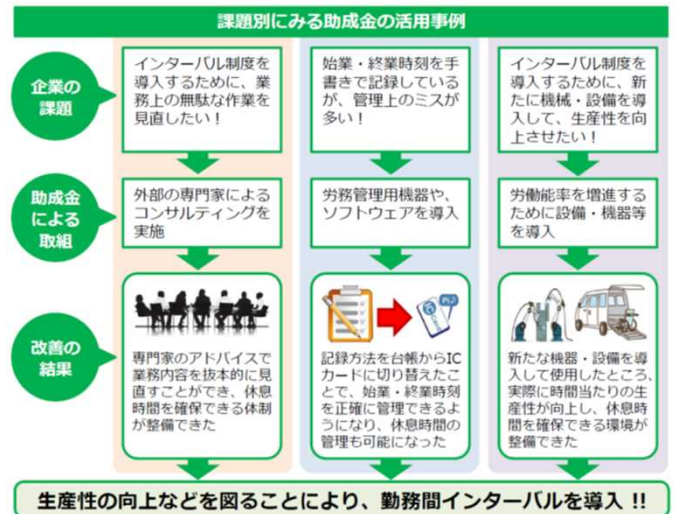 課題別にみる助成金の活用事例
企業の
課題
インターバル制度を
導入するために、業
務上の無駄な作業を
見直したい！
始業・終業時刻を手
書きで記録している
が、管理上のミスが
多い！
インターバル制度を
導入するために、新
たに機械・設備を導
入して、生産性を向
上させたい！
助成金
による
取組
外部の専門家による
コンサルティングを
実施
労務管理用機器や、
ソフトウェアを導入
労働能率を増進する
ために設備・機器等
を導入
改善の
結果
専門家のアドバイスで
業務内容を抜本的に見
直すことができ、休息
時間を確保できる体制
が整備できた
記録方法を台帳からIC
カードに切り替えたこ
とで、始業・終業時刻
を正確に管理できるよ
うになり、休息時間の
管理も可能になった
新たな機器・設備を導
入して使用したところ、
実際に時間当たりの生
産性が向上し、休息時
間を確保できる環境が
整備できた
生産性の向上などを図ることにより、勤務間インターバルを導入 !!